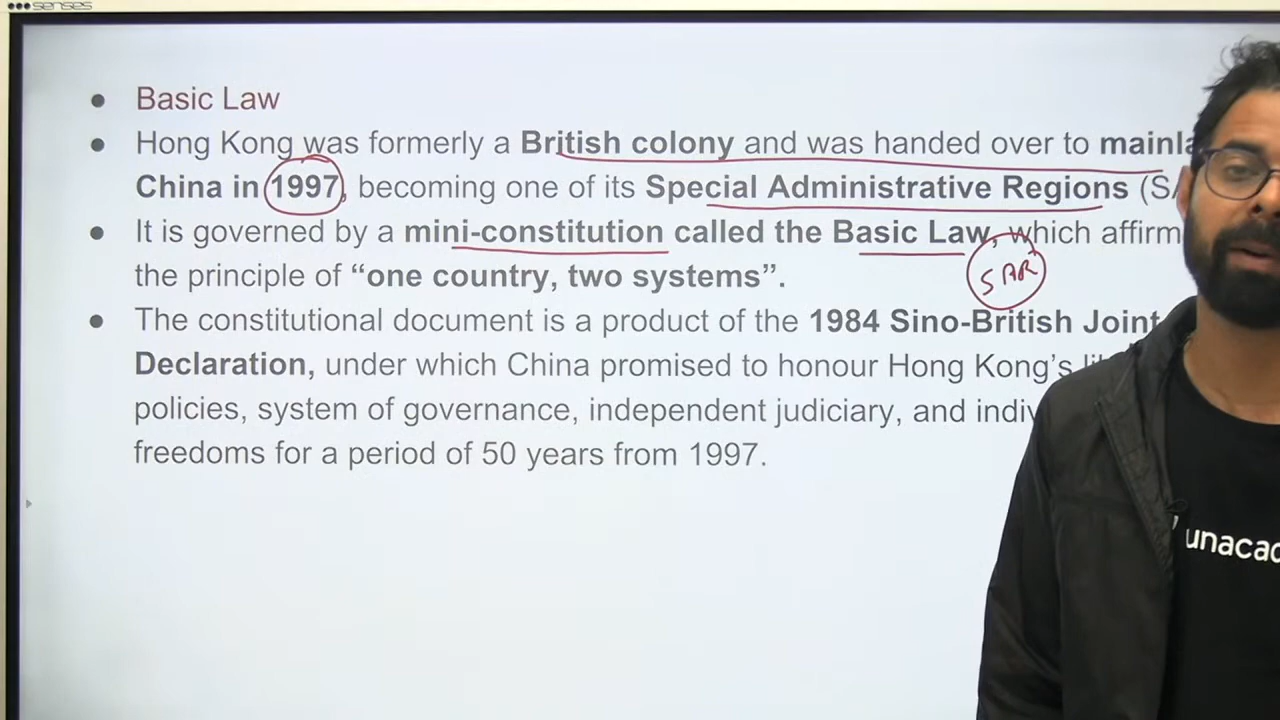 senses
Basic Law
Hong Kong was formerly a British colony and was handed over to mainla
China in 1997, becoming one of its Special Administrative Regions (SA
It is governed by a mini-constitution called the Basic Law, which affirm
the principle of “one country, two systems”.
SAR
The constitutional document is a product of the 1984 Sino-British Joint
Declaration, under which China promised to honour Hong Kong’s
policies, system of governance, independent judiciary, and indiv
freedoms for a period of 50 years from 1997.
unacad